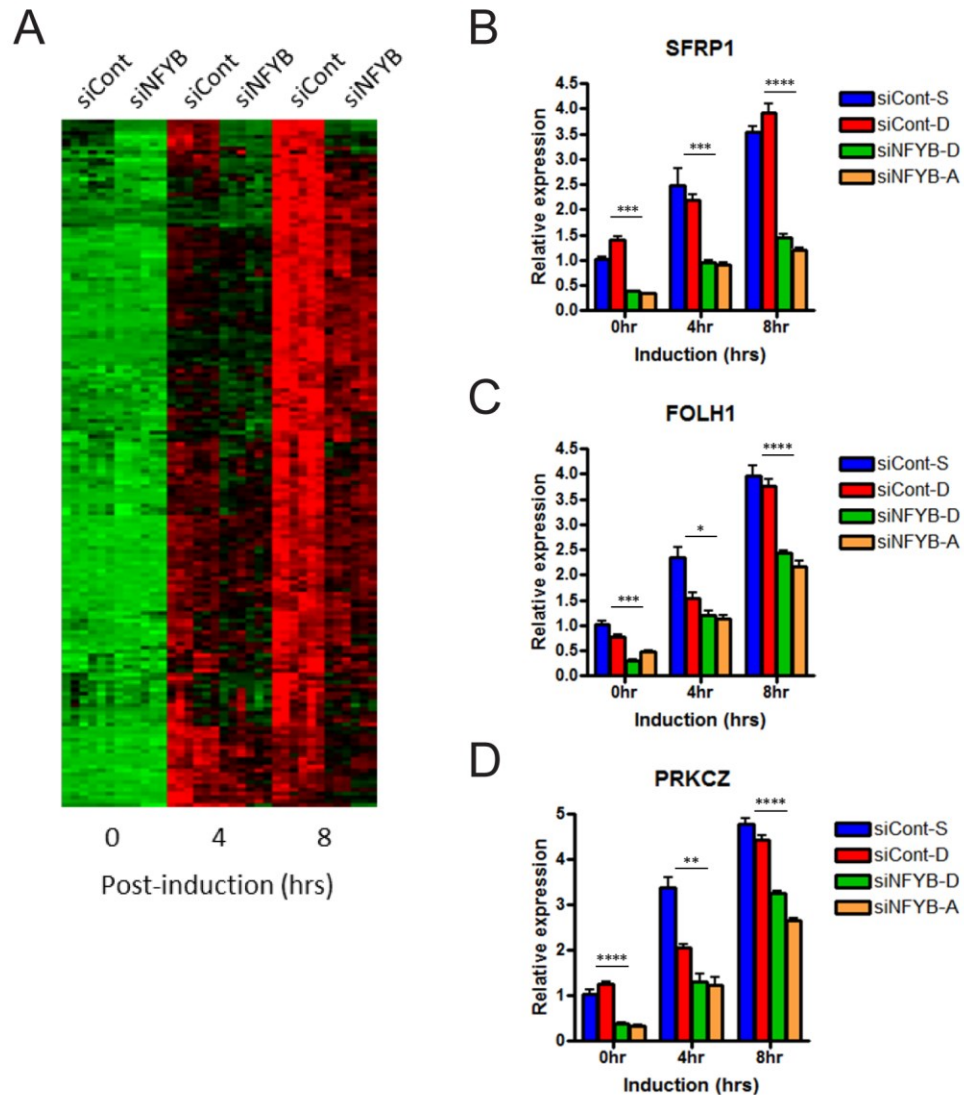 A
siCont siNFYB siCont siNFYB siCont siNFYB
0 4 8
Post-induction (hrs)
B
SFRP1
Relative expression
4.5
4.0
3.5
3.0
2.5
2.0
1.5
1.0
0.5
0.0
***
***
****
0hr 4hr 8hr
Induction (hrs)
siCont-S
siCont-D
siNFYB-D
siNFYB-A
C
FOLH1
Relative expression
4.5
4.0
3.5
3.0
2.5
2.0
1.5
1.0
0.5
0.0
***
*
****
0hr 4hr 8hr
Induction (hrs)
siCont-S
siCont-D
siNFYB-D
siNFYB-A
D
PRKCZ
Relative expression
5
4
3
2
1
0
****
**
****
0hr 4hr 8hr
Induction (hrs)
siCont-S
siCont-D
siNFYB-D
siNFYB-A